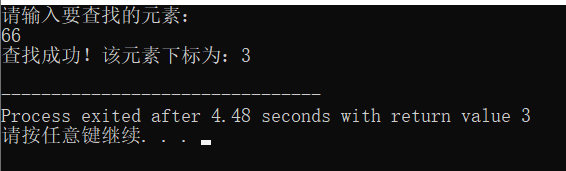 请输入要查找的元素：
66
查找成功！该元素下标为：3
--------------------------------
Process exited after 4.48 seconds with return value 3
请按任意键继续. . .